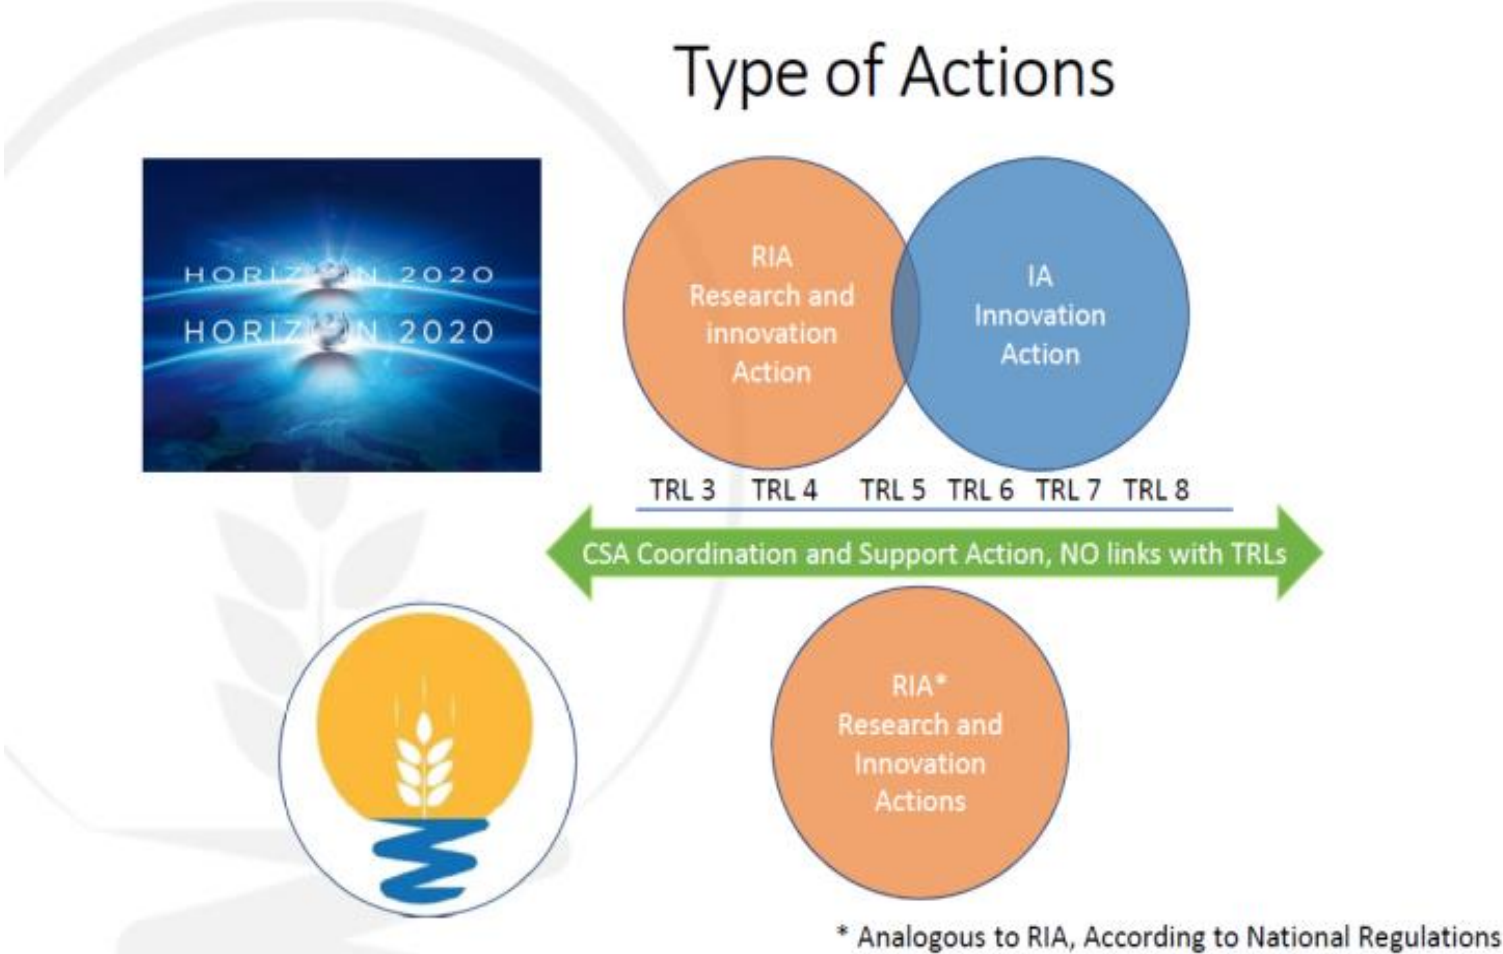 Type of Actions
HORIZON 2020
HORIZON 2020
RIA
Research and
innovation
Action
IA
Innovation
Action
TRL 3 TRL 4 TRL 5 TRL 6 TRL 7 TRL 8
CSA Coordination and Support Action, NO links with TRLs
RIA*
Research and
Innovation
Actions
* Analogous to RIA, According to National Regulations